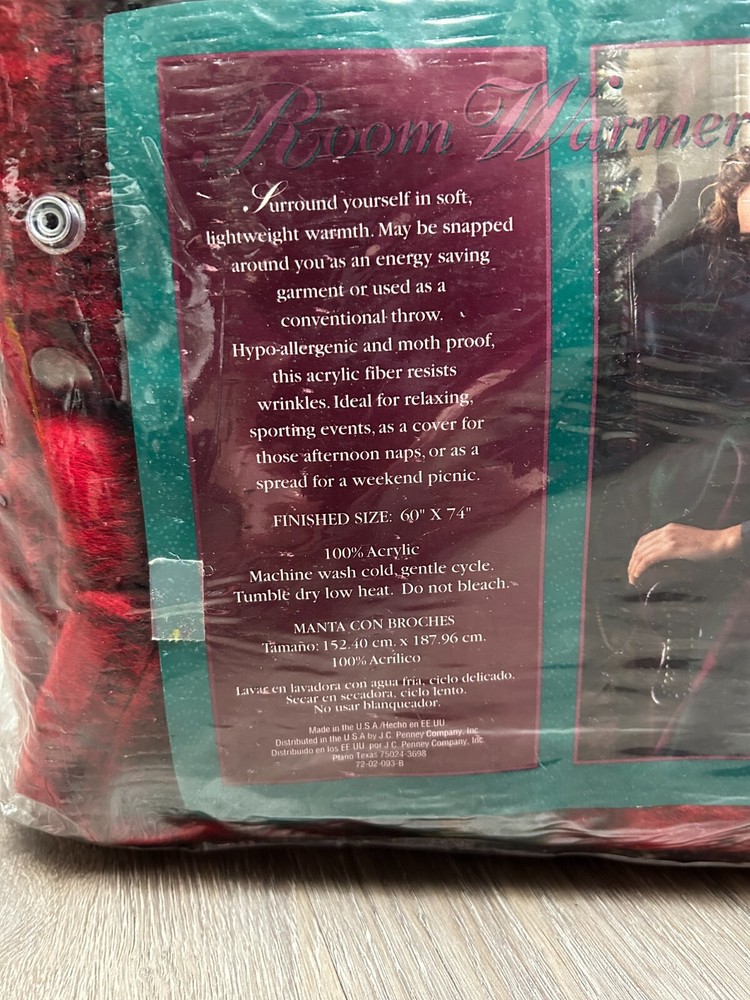 Room Warmer
Surround yourself in soft,
lightweight warmth. May be snapped
around you as an energy saving
garment or used as a
conventional throw.
Hypo-allergenic and moth proof,
this acrylic fiber resists
wrinkles. Ideal for relaxing,
sporting events, as a cover for
those afternoon naps, or as a
spread for a weekend picnic.
FINISHED SIZE: 60" X 74"
100% Acrylic
Machine wash cold, gentle cycle.
Tumble dry low heat. Do not bleach.
MANTA CON BROCHES
Tamaño: 152.40 cm. x 187.96 cm.
100% Acrílico
Lavar en lavadora con agua fria, ciclo delicado.
Secar en secadora, ciclo lento.
No usar blanqueador.
Made in the U.S.A./Hecho en EE.UU.
Distributed in the U.S.A by J.C. Penney Company, Inc.
Distribuido en los EE.UU. por J.C. Penney Company, Inc.
Plano Texas 75024-3698
72-02-093-B